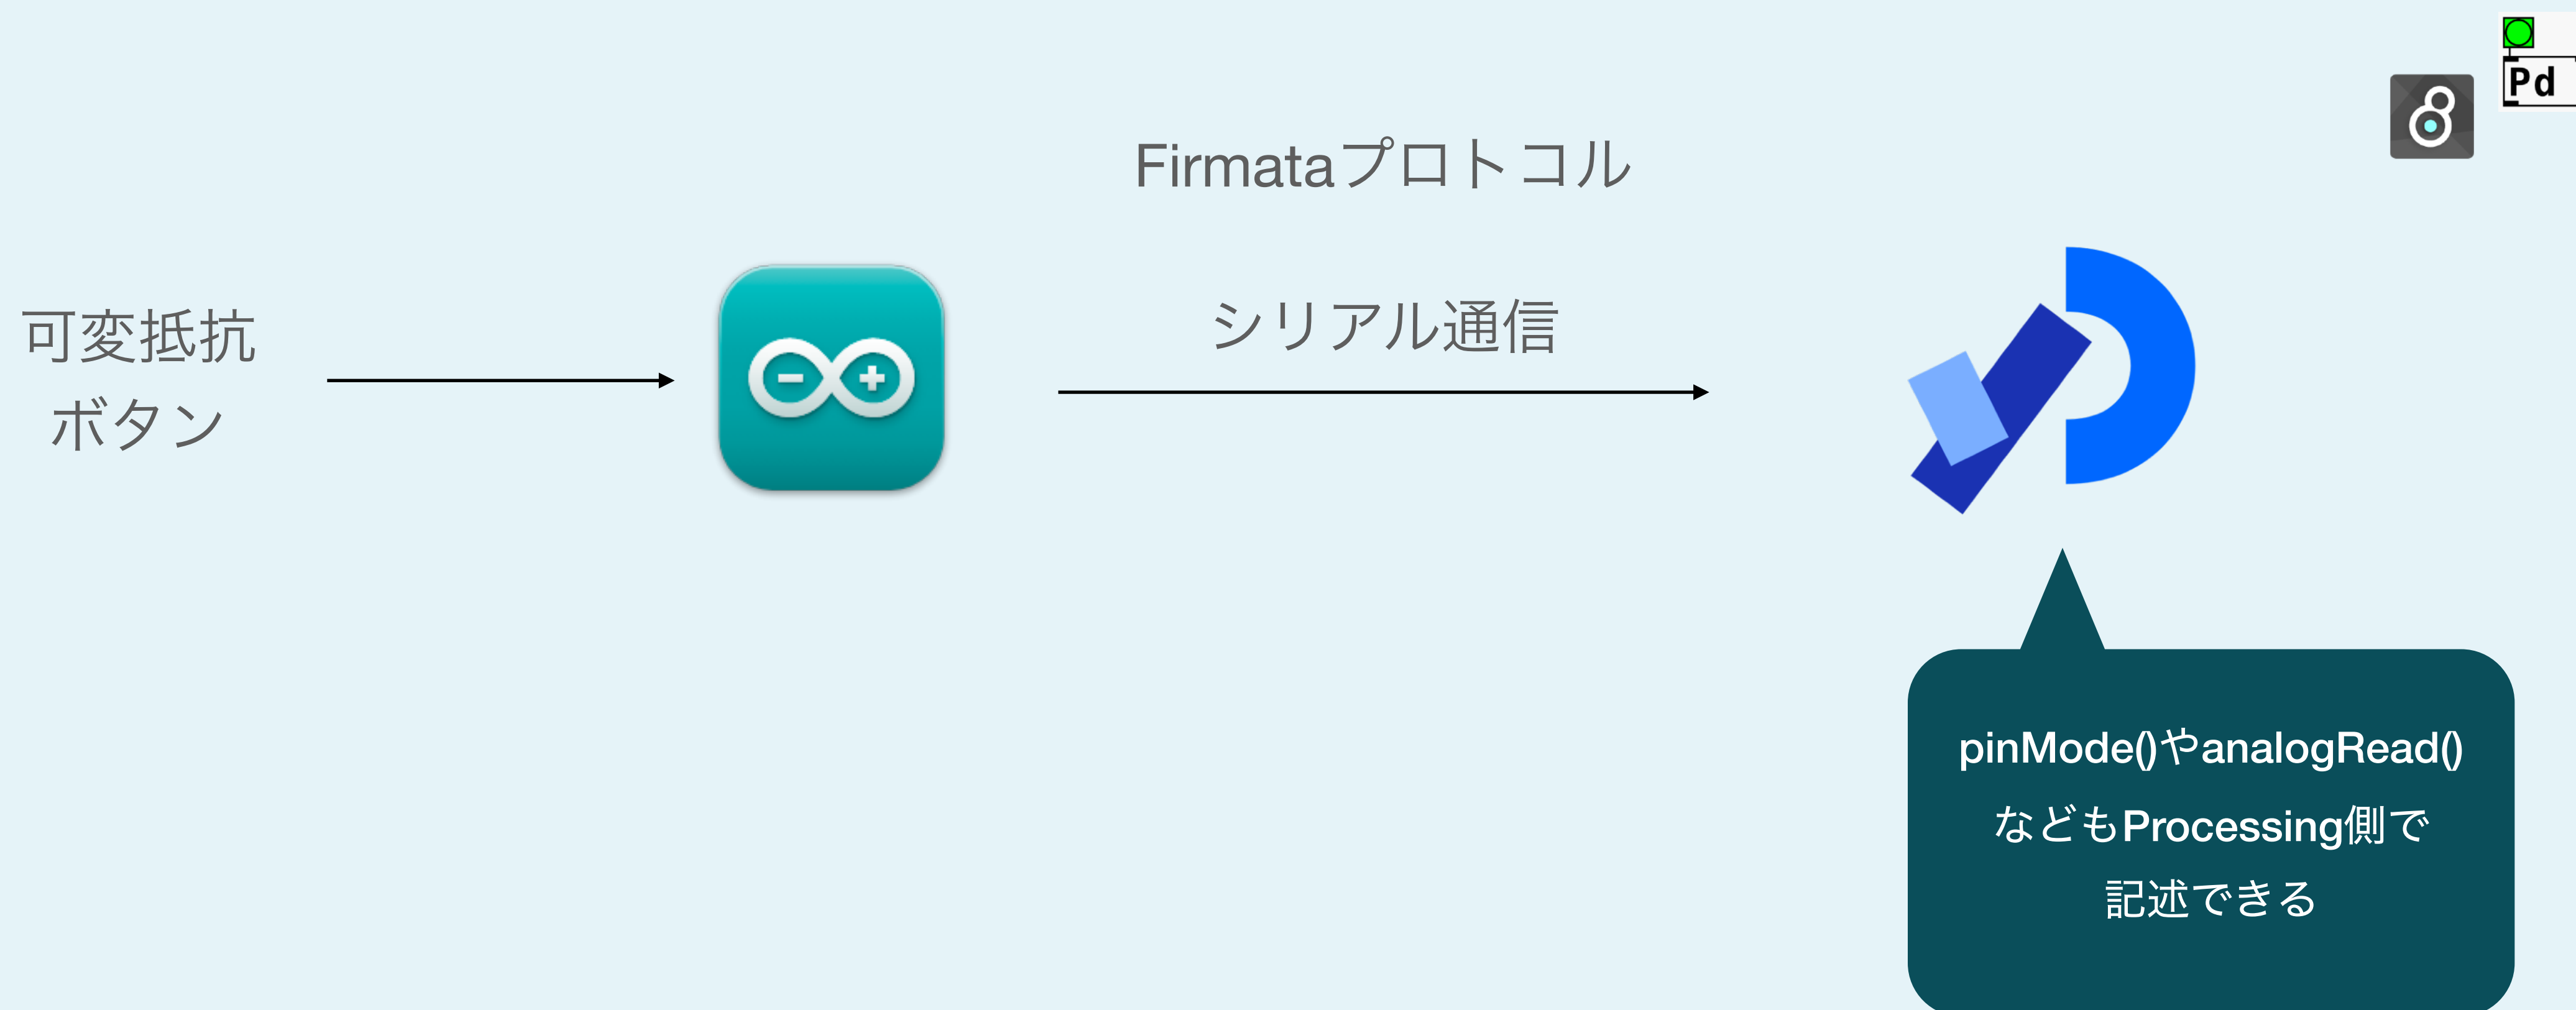 Pd
Firmataプロトコル
シリアル通信
可変抵抗
ボタン
pinMode()やanalogRead()
などもProcessing側で
記述できる